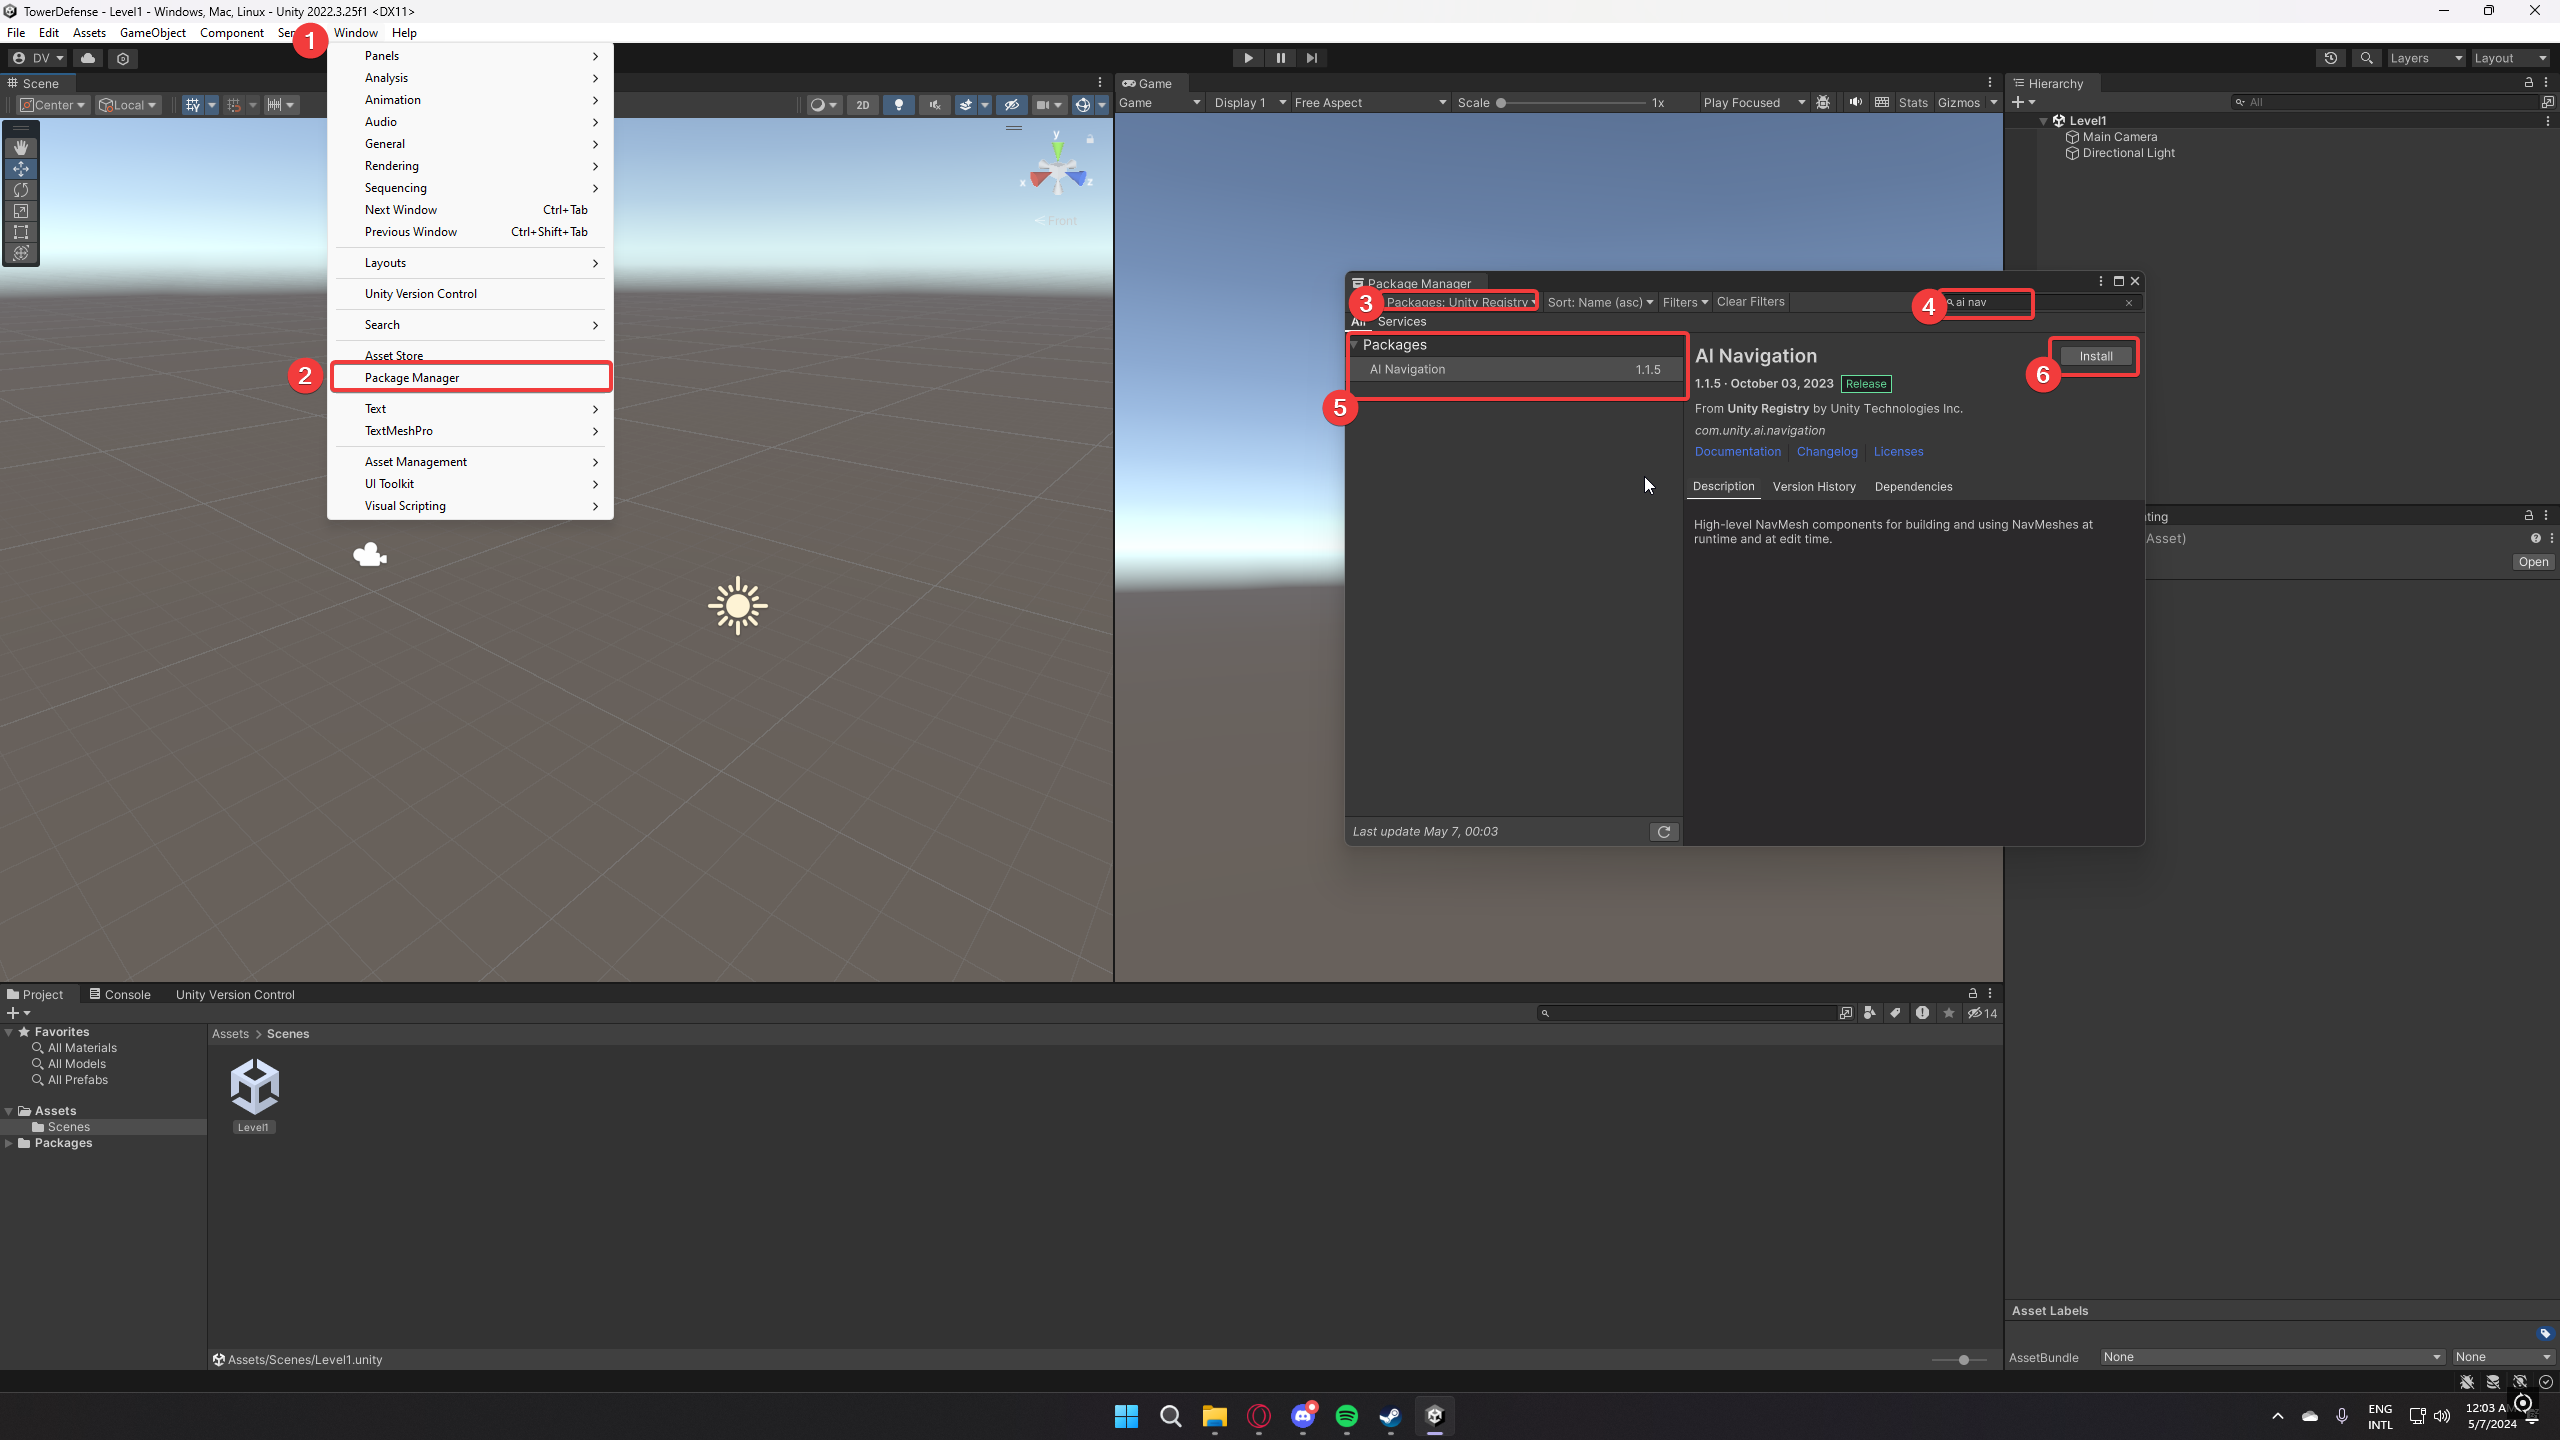 TowerDefense - Level1 - Windows, Mac, Linux - Unity 2022.3.25f1 <DX11>
File Edit Assets GameObject Component Window Help
1
DV
Layers Layout
Panels
Analysis
Animation
Audio
General
Rendering
Sequencing
Next Window Ctrl+Tab
Previous Window Ctrl+Shift+Tab
Layouts
Unity Version Control
Search
Asset Store
2
Package Manager
Text
TextMeshPro
Asset Management
UI Toolkit
Visual Scripting
Scene
Center Local 2D
y
x z
Front
Game
Game Display 1 Free Aspect Scale 1x Play Focused Stats Gizmos
Hierarchy
All
Level1
Main Camera
Directional Light
Package Manager
3 Packages: Unity Registry Sort: Name (asc) Filters Clear Filters 4 ai nav
All Services
Packages
AI Navigation 1.1.5
5
AI Navigation
Install
6
1.1.5 · October 03, 2023 Release
From Unity Registry by Unity Technologies Inc.
com.unity.ai.navigation
Documentation Changelog Licenses
Description Version History Dependencies
High-level NavMesh components for building and using NavMeshes at
runtime and at edit time.
Last update May 7, 00:03
Asset)
Open
Project Console Unity Version Control
14
Favorites
All Materials
All Models
All Prefabs
Assets
Scenes
Packages
Assets > Scenes
Level1
Assets/Scenes/Level1.unity
Asset Labels
AssetBundle None None
ENG
INTL
12:03
5/7/2024